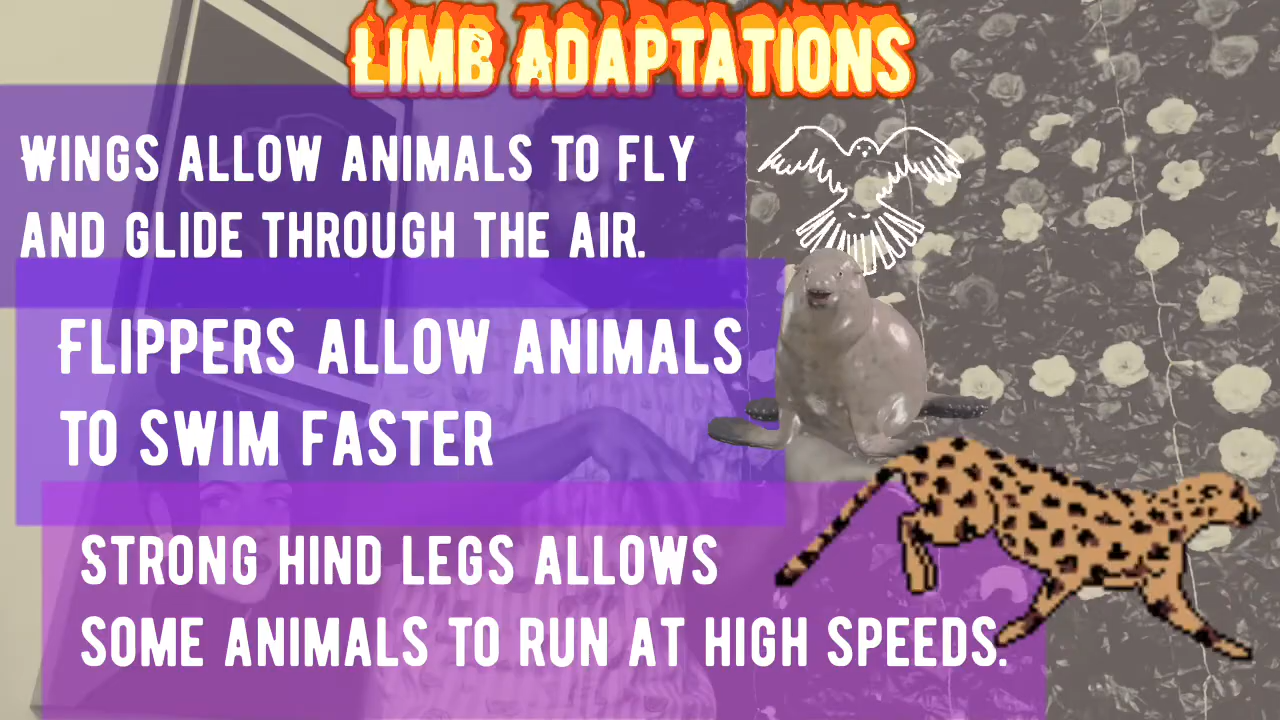 LIMB ADAPTATIONS
WINGS ALLOW ANIMALS TO FLY
AND GLIDE THROUGH THE AIR.
FLIPPERS ALLOW ANIMALS
TO SWIM FASTER
STRONG HIND LEGS ALLOWS
SOME ANIMALS TO RUN AT HIGH SPEEDS.